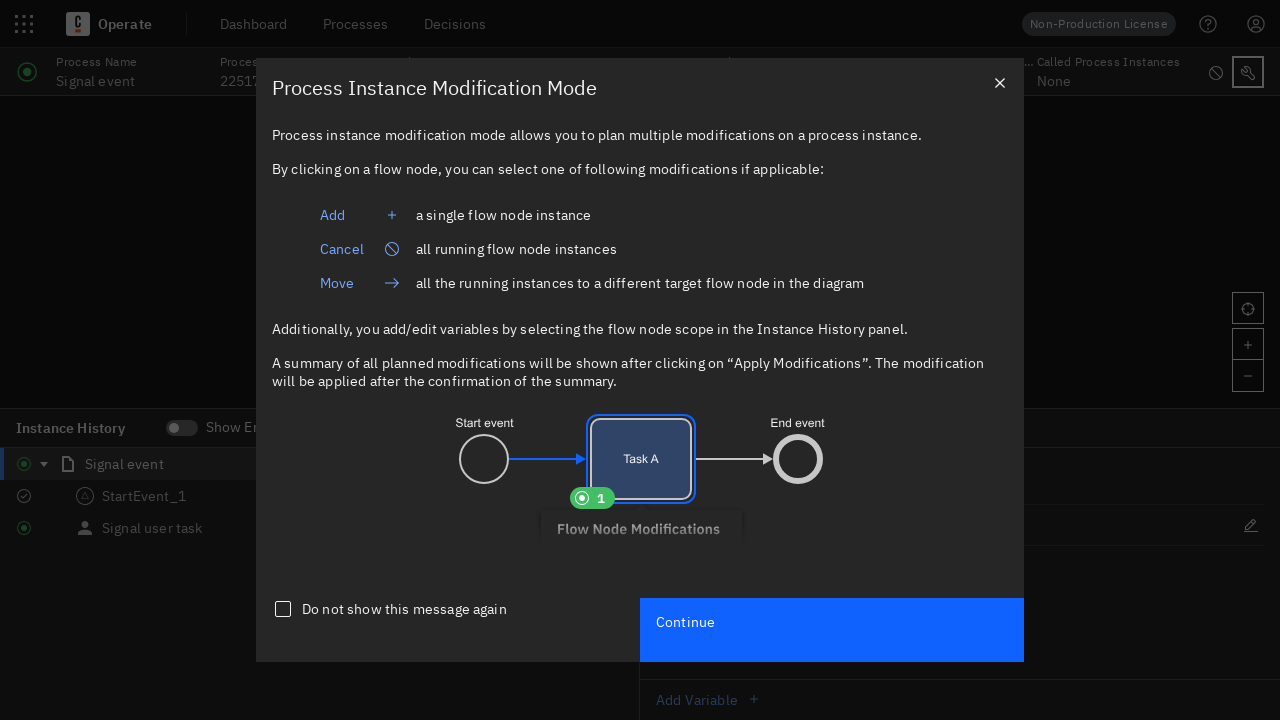 Operate
Dashboard
Processes
Decisions
Non-Production License
Process Name
Signal event
Called Process Instances
None
Process Instance Modification Mode
Process instance modification mode allows you to plan multiple modifications on a process instance.
By clicking on a flow node, you can select one of following modifications if applicable:
Add + a single flow node instance
Cancel all running flow node instances
Move all the running instances to a different target flow node in the diagram
Additionally, you add/edit variables by selecting the flow node scope in the Instance History panel.
A summary of all planned modifications will be shown after clicking on “Apply Modifications”. The modification
will be applied after the confirmation of the summary.
Start event
Task A
End event
1
Flow Node Modifications
Instance History
Show
Signal event
StartEvent_1
Signal user task
Do not show this message again
Continue
Add Variable +